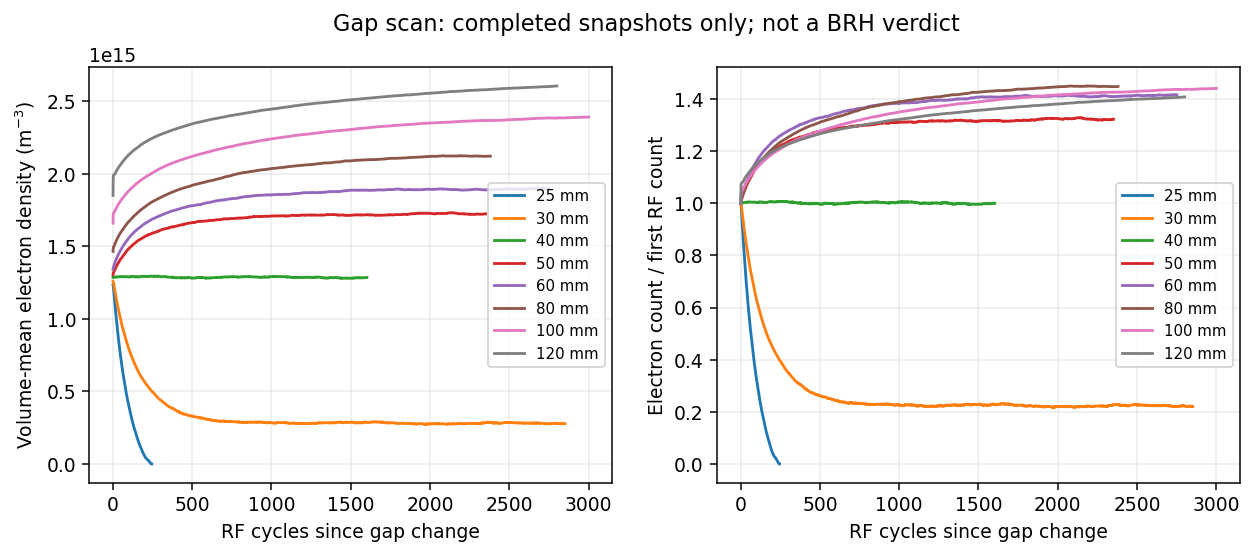 Gap scan: completed snapshots only; not a BRH verdict
1e15
Volume-mean electron density (m⁻³)
2.5
2.0
1.5
1.0
0.5
0.0
0 500 1000 1500 2000 2500 3000
RF cycles since gap change
25 mm
30 mm
40 mm
50 mm
60 mm
80 mm
100 mm
120 mm
Electron count / first RF count
1.4
1.2
1.0
0.8
0.6
0.4
0.2
0.0
0 500 1000 1500 2000 2500 3000
RF cycles since gap change
25 mm
30 mm
40 mm
50 mm
60 mm
80 mm
100 mm
120 mm